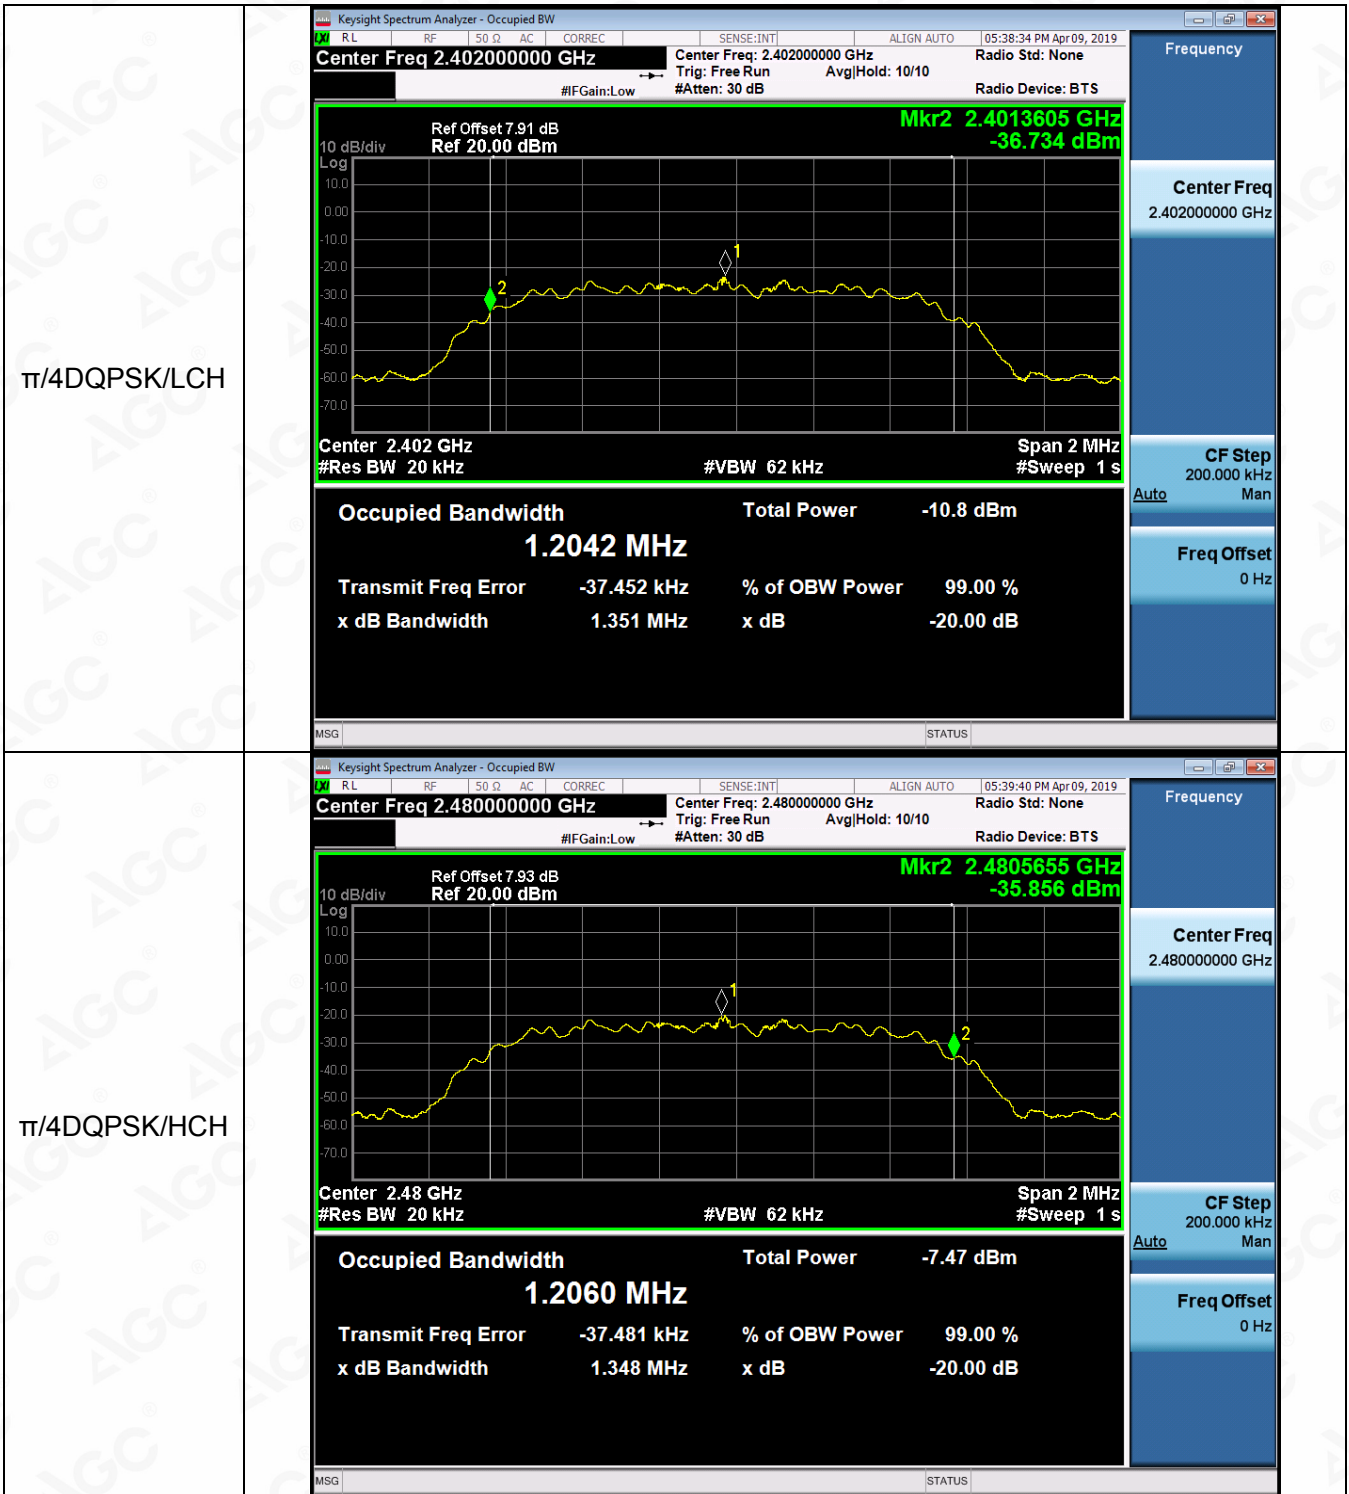 π/4DQPSK/LCH
Keysight Spectrum Analyzer - Occupied BW
LXI RL RF 50 Ω AC CORREC SENSE:INT ALIGN AUTO 05:38:34 PM Apr 09, 2019
Center Freq 2.402000000 GHz
Center Freq: 2.402000000 GHz Radio Std: None
Trig: Free Run Avg|Hold: 10/10
#IFGain:Low #Atten: 30 dB Radio Device: BTS
Frequency
Mkr2 2.4013605 GHz
-36.734 dBm
Ref Offset 7.91 dB
10 dB/div Ref 20.00 dBm
Log
10.0
0.00
-10.0
-20.0
-30.0
-40.0
-50.0
-60.0
-70.0
1
2
Center 2.402 GHz Span 2 MHz
#Res BW 20 kHz #VBW 62 kHz #Sweep 1 s
Occupied Bandwidth Total Power -10.8 dBm
1.2042 MHz
Transmit Freq Error -37.452 kHz % of OBW Power 99.00 %
x dB Bandwidth 1.351 MHz x dB -20.00 dB
Center Freq
2.402000000 GHz
CF Step
200.000 kHz
Auto Man
Freq Offset
0 Hz
MSG STATUS
π/4DQPSK/HCH
Keysight Spectrum Analyzer - Occupied BW
LXI RL RF 50 Ω AC CORREC SENSE:INT ALIGN AUTO 05:39:40 PM Apr 09, 2019
Center Freq 2.480000000 GHz
Center Freq: 2.480000000 GHz Radio Std: None
Trig: Free Run Avg|Hold: 10/10
#IFGain:Low #Atten: 30 dB Radio Device: BTS
Frequency
Mkr2 2.4805655 GHz
-35.856 dBm
Ref Offset 7.93 dB
10 dB/div Ref 20.00 dBm
Log
10.0
0.00
-10.0
-20.0
-30.0
-40.0
-50.0
-60.0
-70.0
1
2
Center 2.48 GHz Span 2 MHz
#Res BW 20 kHz #VBW 62 kHz #Sweep 1 s
Occupied Bandwidth Total Power -7.47 dBm
1.2060 MHz
Transmit Freq Error -37.481 kHz % of OBW Power 99.00 %
x dB Bandwidth 1.348 MHz x dB -20.00 dB
Center Freq
2.480000000 GHz
CF Step
200.000 kHz
Auto Man
Freq Offset
0 Hz
MSG STATUS